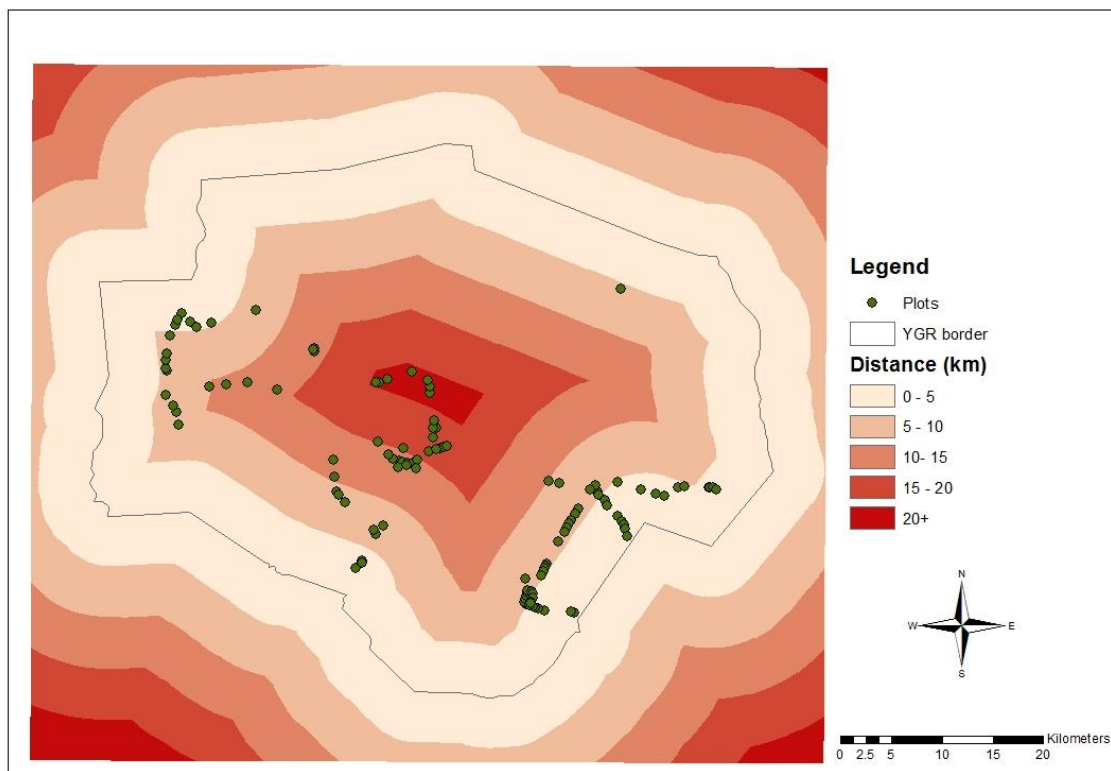 Legend
Plots
YGR border
Distance (km)
0 - 5
5 - 10
10- 15
15 - 20
20+
N
W E
S
Kilometers
0 2.5 5 10 15 20